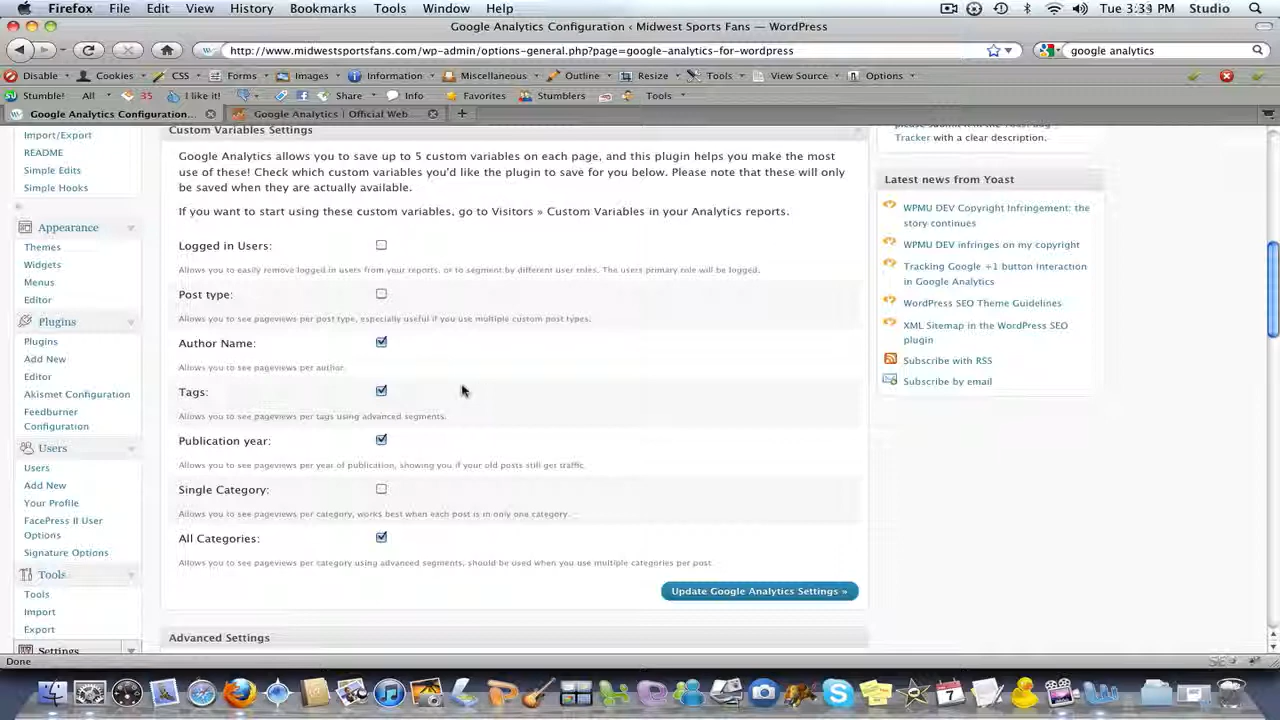 Firefox File Edit View History Bookmarks Tools Window Help
Tue 3:33 PM Studio
Google Analytics Configuration ‹ Midwest Sports Fans — WordPress
http://www.midwestsportsfans.com/wp-admin/options-general.php?page=google-analytics-for-wordpress
google analytics
Disable Cookies CSS Forms Images Information Miscellaneous Outline Resize Tools View Source Options
Stumble! All 35 I like it! Share Info Favorites Stumblers Tools
Google Analytics Configuration... Google Analytics | Official Web
Import/Export
README
Simple Edits
Simple Hooks
Appearance
Themes
Widgets
Menus
Editor
Plugins
Plugins
Add New
Editor
Akismet Configuration
Feedburner
Configuration
Users
Users
Add New
Your Profile
FacePress II User
Options
Signature Options
Tools
Tools
Import
Export
Settings
Custom Variables Settings
Google Analytics allows you to save up to 5 custom variables on each page, and this plugin helps you make the most
use of these! Check which custom variables you'd like the plugin to save for you below. Please note that these will only
be saved when they are actually available.
If you want to start using these custom variables, go to Visitors » Custom Variables in your Analytics reports.
Logged in Users:
Allows you to easily remove logged in users from your reports, or to segment by different user roles. The users primary role will be logged.
Post type:
Allows you to see pageviews per post type, especially useful if you use multiple custom post types.
Author Name:
Allows you to see pageviews per author.
Tags:
Allows you to see pageviews per tags using advanced segments.
Publication year:
Allows you to see pageviews per year of publication, showing you if your old posts still get traffic.
Single Category:
Allows you to see pageviews per category, works best when each post is in only one category.
All Categories:
Allows you to see pageviews per category using advanced segments, should be used when you use multiple categories per post.
Update Google Analytics Settings »
Advanced Settings
Tracker with a clear description.
Latest news from Yoast
WPMU DEV Copyright Infringement: the
story continues
WPMU DEV infringes on my copyright
Tracking Google +1 button Interaction
in Google Analytics
WordPress SEO Theme Guidelines
XML Sitemap in the WordPress SEO
plugin
Subscribe with RSS
Subscribe by email
Done
7